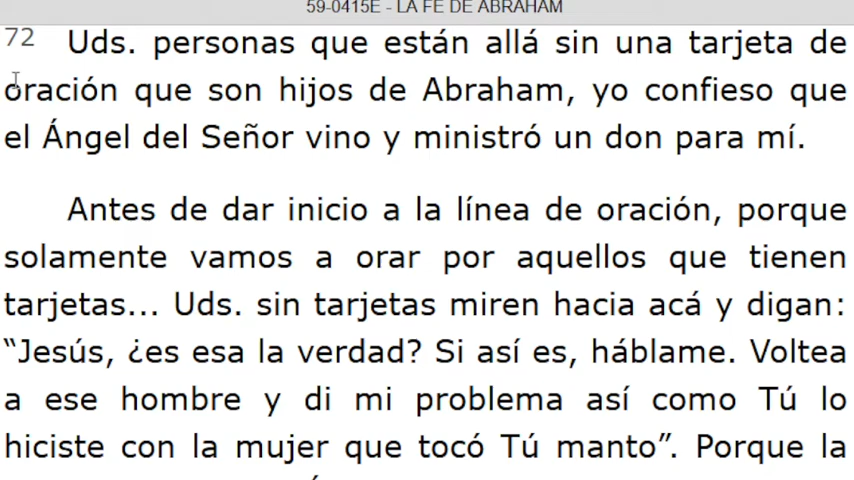 59-0415E - LA FE DE ABRAHAM
72 Uds. personas que están allá sin una tarjeta de
oración que son hijos de Abraham, yo confieso que
el Ángel del Señor vino y ministró un don para mí.
Antes de dar inicio a la línea de oración, porque
solamente vamos a orar por aquellos que tienen
tarjetas... Uds. sin tarjetas miren hacia acá y digan:
“Jesús, ¿es esa la verdad? Si así es, háblame. Voltea
a ese hombre y di mi problema así como Tú lo
hiciste con la mujer que tocó Tú manto”. Porque la